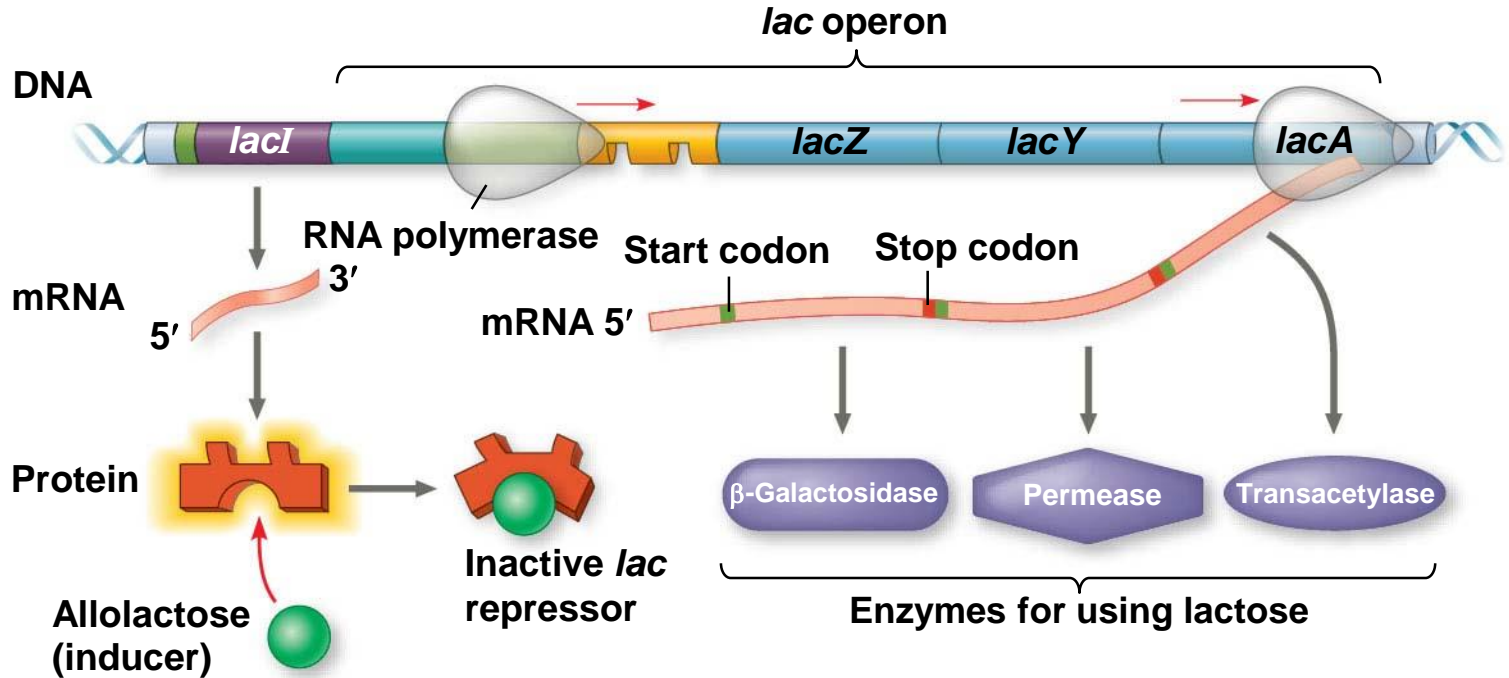 lac operon
DNA
lacI
lacZ
lacY
lacA
RNA polymerase
Start codon
Stop codon
3′
mRNA
5′
mRNA 5′
Protein
β-Galactosidase
Permease
Transacetylase
Inactive lac
repressor
Enzymes for using lactose
Allolactose
(inducer)